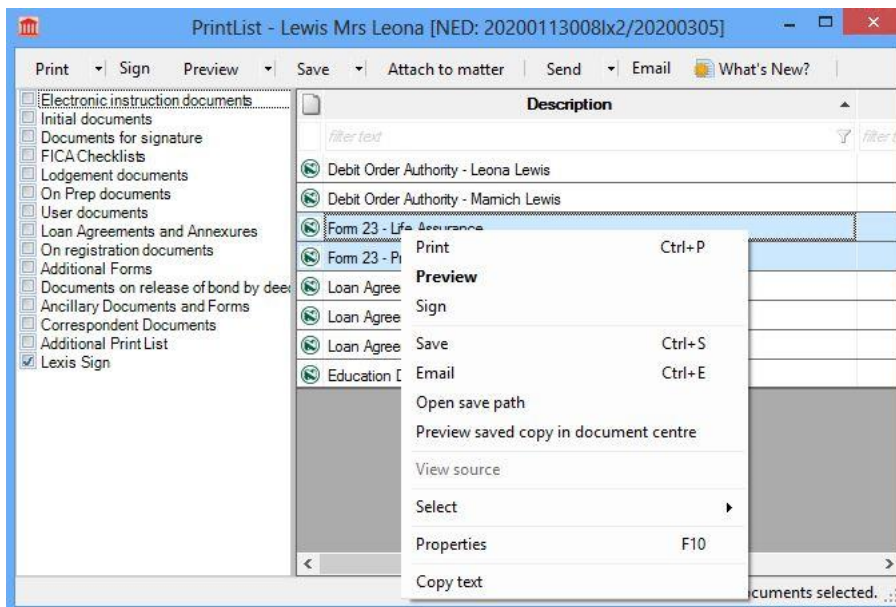 PrintList - Lewis Mrs Leona [NED: 20200113008lx2/20200305]
Print Sign Preview Save Attach to matter Send Email What's New?
Electronic instruction documents
Initial documents
Documents for signature
FICA Checklists
Lodgement documents
On Prep documents
User documents
Loan Agreements and Annexures
On registration documents
Additional Forms
Documents on release of bond by deed
Ancillary Documents and Forms
Correspondent Documents
Additional Print List
Lexis Sign
Description
filter text
Debit Order Authority - Leona Lewis
Debit Order Authority - Mamich Lewis
Form 23 - Life Assurance
Form 23 - P
Loan Agree
Loan Agree
Loan Agree
Education
Print Ctrl+P
Preview
Sign
Save Ctrl+S
Email Ctrl+E
Open save path
Preview saved copy in document centre
View source
Select
Properties F10
Copy text
ocuments selected.